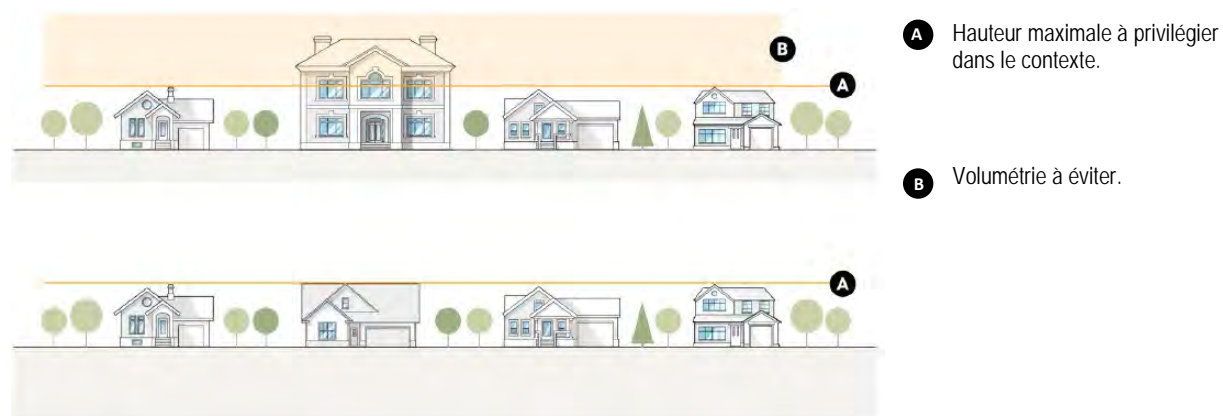 B
A
A Hauteur maximale à privilégier
dans le contexte.
B Volumétrie à éviter.
A